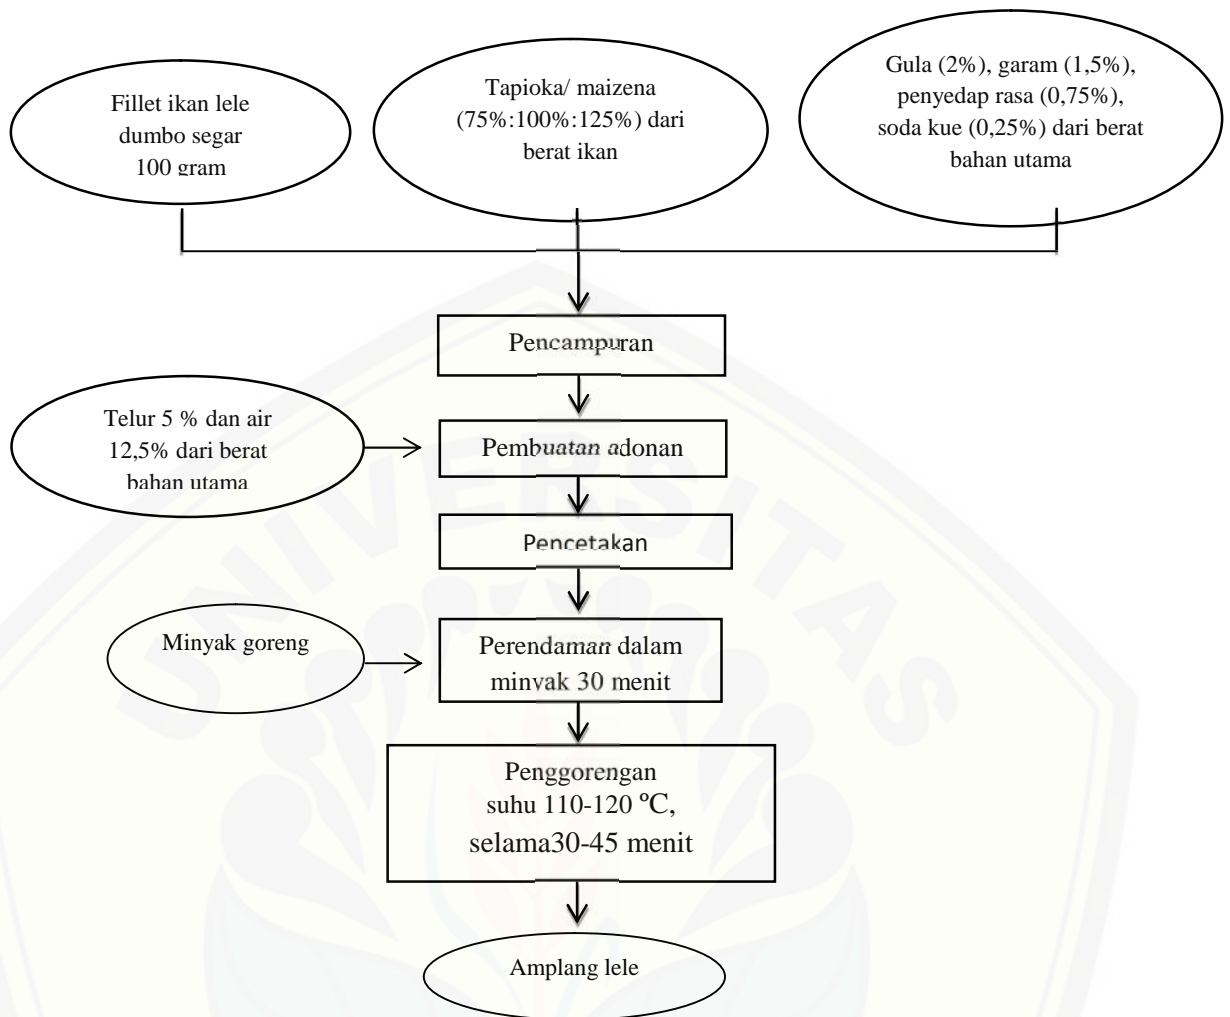 Fillet ikan lele
dumbo segar
100 gram
Tapioka/ maizena
(75%:100%:125%) dari
berat ikan
Gula (2%), garam (1,5%),
penyedap rasa (0,75%),
soda kue (0,25%) dari berat
bahan utama
Pencampuran
Telur 5 % dan air
12,5% dari berat
bahan utama
Pembuatan adonan
Pencetakan
Minyak goreng
Perendaman dalam
minyak 30 menit
Penggorengan
suhu 110-120 ºC,
selama30-45 menit
Amplang lele
UNIVERSITAS